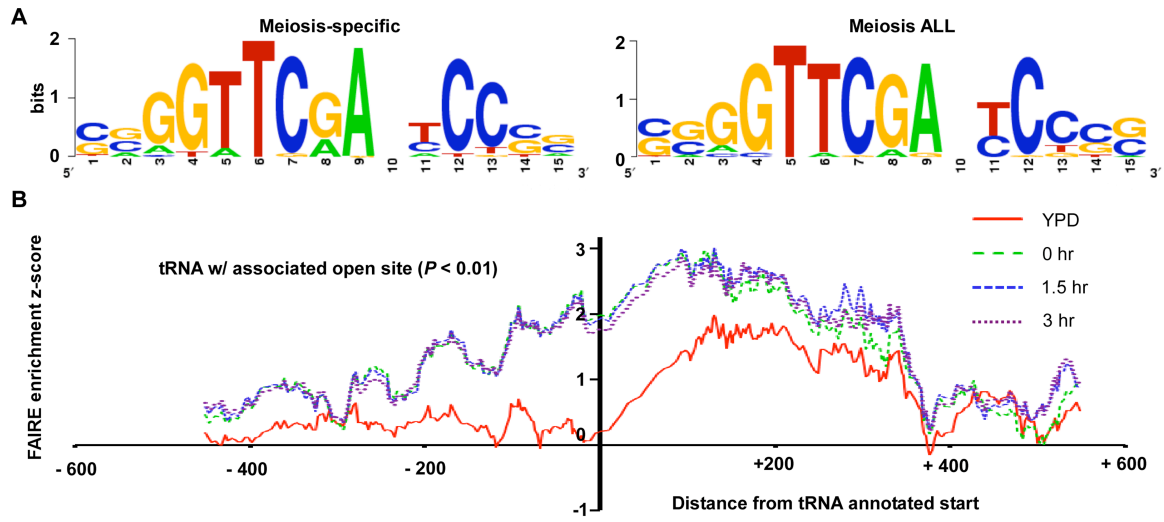 A
Meiosis-specific
Meiosis ALL
bits
2
1
0
5′
1 2 3 4 5 6 7 8 9 10 11 12 13 14 15
3′
2
1
0
5′
1 2 3 4 5 6 7 8 9 10 11 12 13 14 15
3′
B
FAIRE enrichment z-score
tRNA w/ associated open site (P < 0.01)
YPD
0 hr
1.5 hr
3 hr
3
2
1
0
-1
- 600
- 400
- 200
+200
+ 400
+ 600
Distance from tRNA annotated start